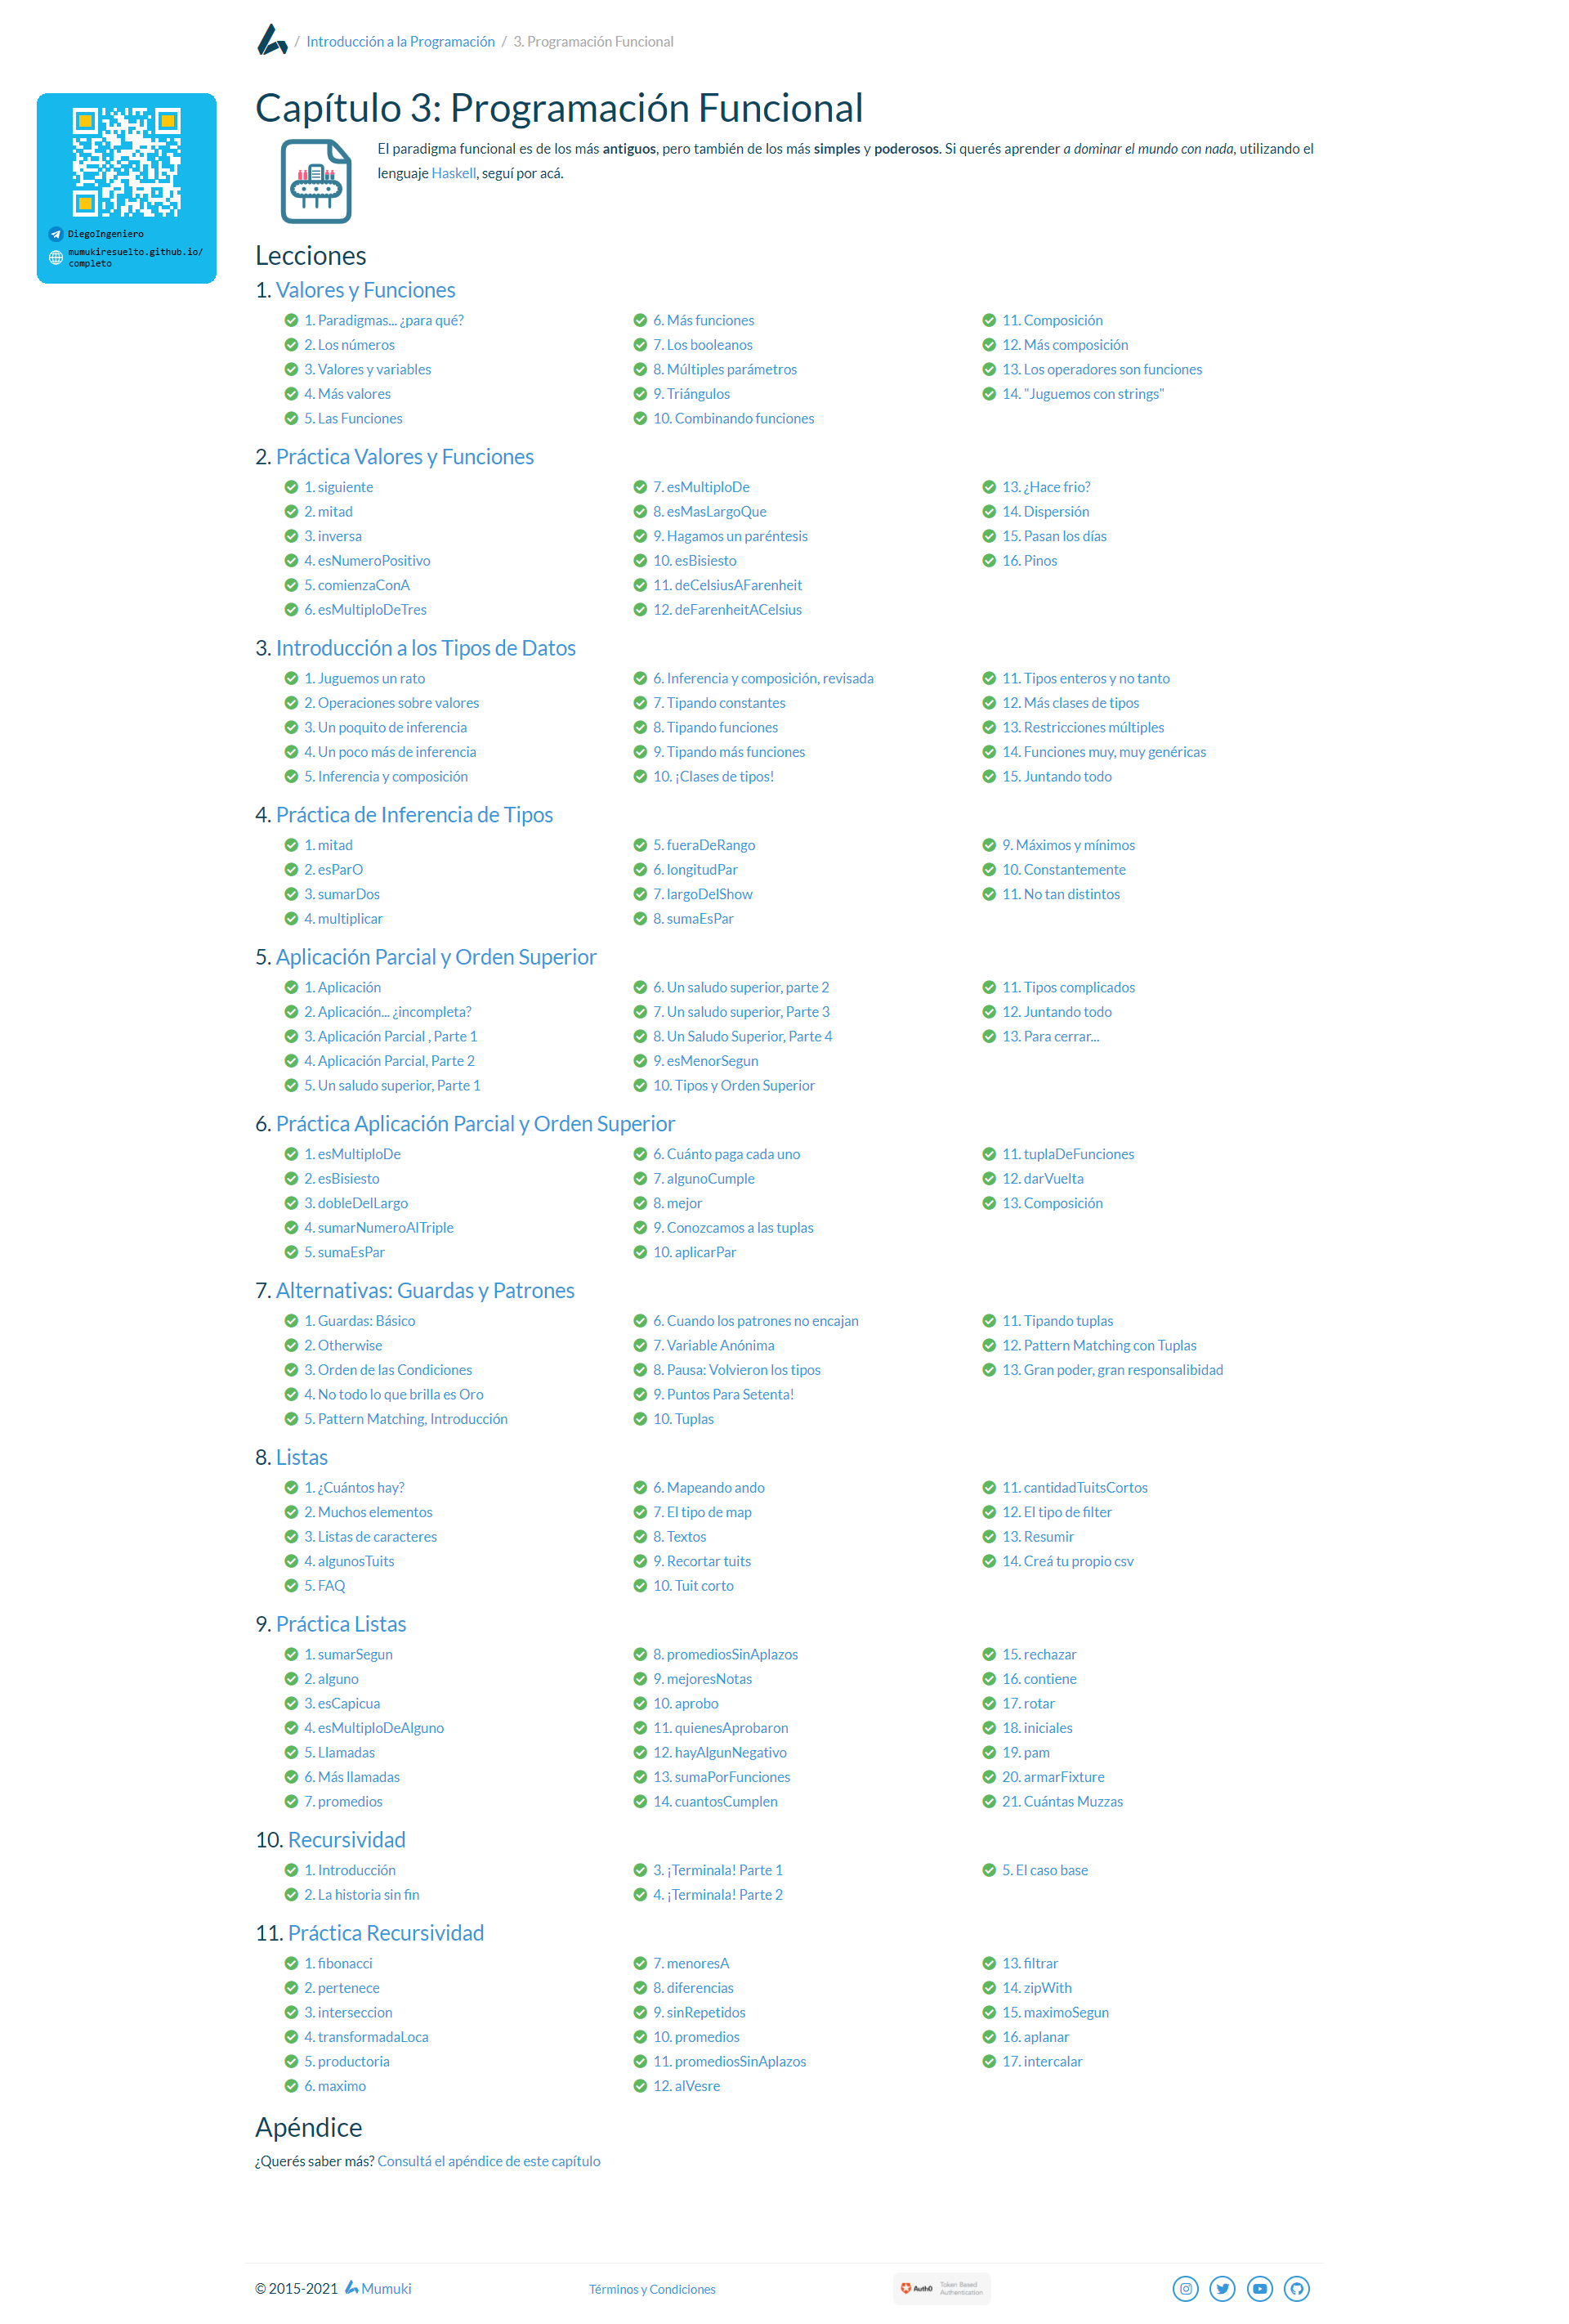 / Introducción a la Programación / 3. Programación Funcional
DiegoIngeniero
mumukiresuelto.github.io/
completo
Capítulo 3: Programación Funcional
El paradigma funcional es de los más antiguos, pero también de los más simples y poderosos. Si querés aprender a dominar el mundo con nada, utilizando el
lenguaje Haskell, seguí por acá.
Lecciones
1. Valores y Funciones
1. Paradigmas... ¿para qué?
2. Los números
3. Valores y variables
4. Más valores
5. Las Funciones
6. Más funciones
7. Los booleanos
8. Múltiples parámetros
9. Triángulos
10. Combinando funciones
11. Composición
12. Más composición
13. Los operadores son funciones
14. "Juguemos con strings"
2. Práctica Valores y Funciones
1. siguiente
2. mitad
3. inversa
4. esNumeroPositivo
5. comienzaConA
6. esMultiploDeTres
7. esMultiploDe
8. esMasLargoQue
9. Hagamos un paréntesis
10. esBisiesto
11. deCelsiusAFarenheit
12. deFarenheitACelsius
13. ¿Hace frio?
14. Dispersión
15. Pasan los días
16. Pinos
3. Introducción a los Tipos de Datos
1. Juguemos un rato
2. Operaciones sobre valores
3. Un poquito de inferencia
4. Un poco más de inferencia
5. Inferencia y composición
6. Inferencia y composición, revisada
7. Tipando constantes
8. Tipando funciones
9. Tipando más funciones
10. ¡Clases de tipos!
11. Tipos enteros y no tanto
12. Más clases de tipos
13. Restricciones múltiples
14. Funciones muy, muy genéricas
15. Juntando todo
4. Práctica de Inferencia de Tipos
1. mitad
2. esParO
3. sumarDos
4. multiplicar
5. fueraDeRango
6. longitudPar
7. largoDelShow
8. sumaEsPar
9. Máximos y mínimos
10. Constantemente
11. No tan distintos
5. Aplicación Parcial y Orden Superior
1. Aplicación
2. Aplicación... ¿incompleta?
3. Aplicación Parcial , Parte 1
4. Aplicación Parcial, Parte 2
5. Un saludo superior, Parte 1
6. Un saludo superior, parte 2
7. Un saludo superior, Parte 3
8. Un Saludo Superior, Parte 4
9. esMenorSegun
10. Tipos y Orden Superior
11. Tipos complicados
12. Juntando todo
13. Para cerrar...
6. Práctica Aplicación Parcial y Orden Superior
1. esMultiploDe
2. esBisiesto
3. dobleDelLargo
4. sumarNumeroAlTriple
5. sumaEsPar
6. Cuánto paga cada uno
7. algunoCumple
8. mejor
9. Conozcamos a las tuplas
10. aplicarPar
11. tuplaDeFunciones
12. darVuelta
13. Composición
7. Alternativas: Guardas y Patrones
1. Guardas: Básico
2. Otherwise
3. Orden de las Condiciones
4. No todo lo que brilla es Oro
5. Pattern Matching, Introducción
6. Cuando los patrones no encajan
7. Variable Anónima
8. Pausa: Volvieron los tipos
9. Puntos Para Setenta!
10. Tuplas
11. Tipando tuplas
12. Pattern Matching con Tuplas
13. Gran poder, gran responsalibidad
8. Listas
1. ¿Cuántos hay?
2. Muchos elementos
3. Listas de caracteres
4. algunosTuits
5. FAQ
6. Mapeando ando
7. El tipo de map
8. Textos
9. Recortar tuits
10. Tuit corto
11. cantidadTuitsCortos
12. El tipo de filter
13. Resumir
14. Creá tu propio csv
9. Práctica Listas
1. sumarSegun
2. alguno
3. esCapicua
4. esMultiploDeAlguno
5. Llamadas
6. Más llamadas
7. promedios
8. promediosSinAplazos
9. mejoresNotas
10. aprobo
11. quienesAprobaron
12. hayAlgunNegativo
13. sumaPorFunciones
14. cuantosCumplen
15. rechazar
16. contiene
17. rotar
18. iniciales
19. pam
20. armarFixture
21. Cuántas Muzzas
10. Recursividad
1. Introducción
2. La historia sin fin
3. ¡Terminala! Parte 1
4. ¡Terminala! Parte 2
5. El caso base
11. Práctica Recursividad
1. fibonacci
2. pertenece
3. interseccion
4. transformadaLoca
5. productoria
6. maximo
7. menoresA
8. diferencias
9. sinRepetidos
10. promedios
11. promediosSinAplazos
12. alVesre
13. filtrar
14. zipWith
15. maximoSegun
16. aplanar
17. intercalar
Apéndice
¿Querés saber más? Consultá el apéndice de este capítulo
© 2015-2021 Mumuki
Términos y Condiciones
Auth0
Token Based
Authentication